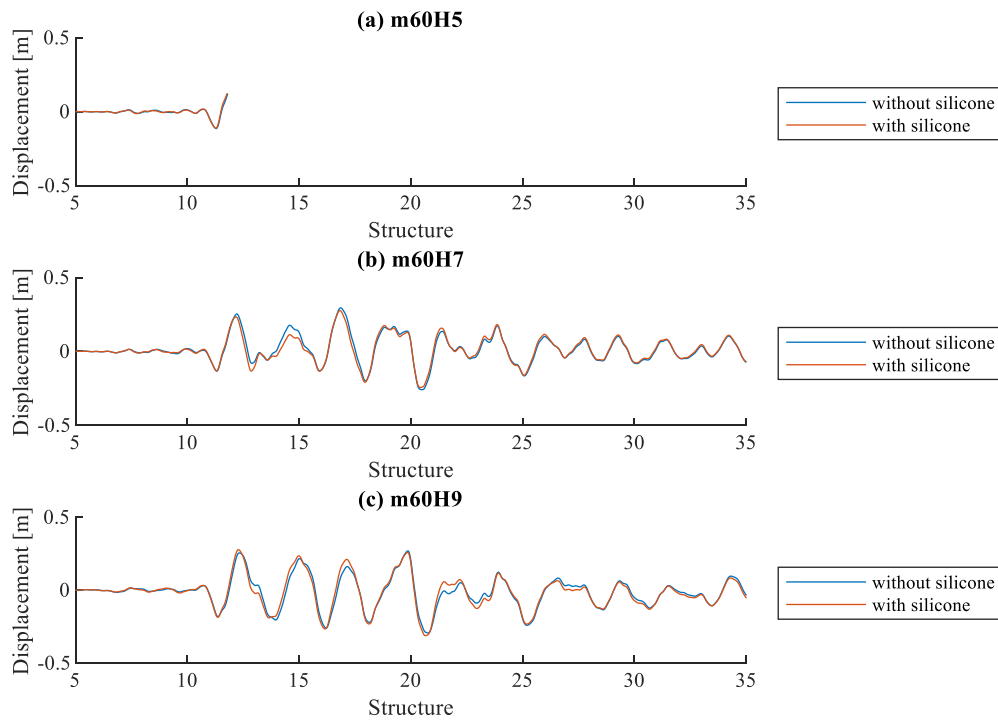 (a) m60H5
Displacement [m]
0.5
0
-0.5
5 10 15 20 25 30 35
Structure
without silicone
with silicone
(b) m60H7
Displacement [m]
0.5
0
-0.5
5 10 15 20 25 30 35
Structure
without silicone
with silicone
(c) m60H9
Displacement [m]
0.5
0
-0.5
5 10 15 20 25 30 35
Structure
without silicone
with silicone